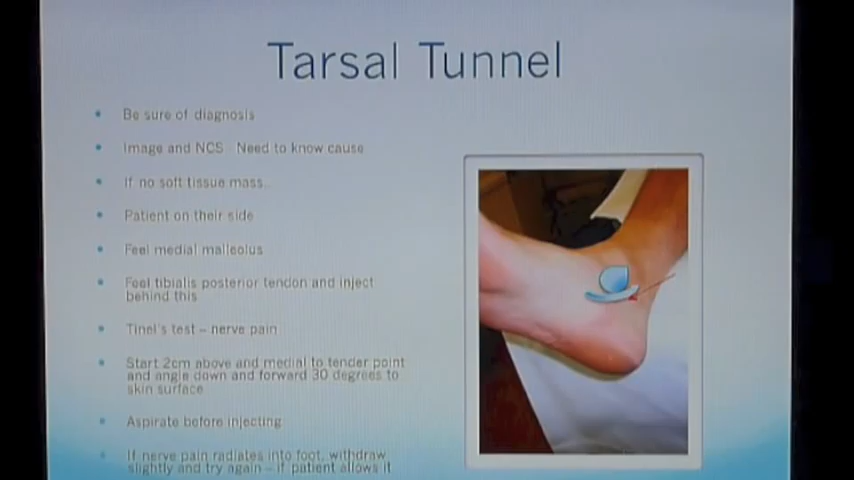 Tarsal Tunnel
Be sure of diagnosis
Image and NCS Need to know cause
If no soft tissue mass..
Patient on their side
Feel medial malleolus
Feel tibialis posterior tendon and inject
behind this
Tinel's test – nerve pain
Start 2cm above and medial to tender point
and angle down and forward 30 degrees to
skin surface
Aspirate before injecting
If nerve pain radiates into foot, withdraw
slightly and try again – if patient allows it